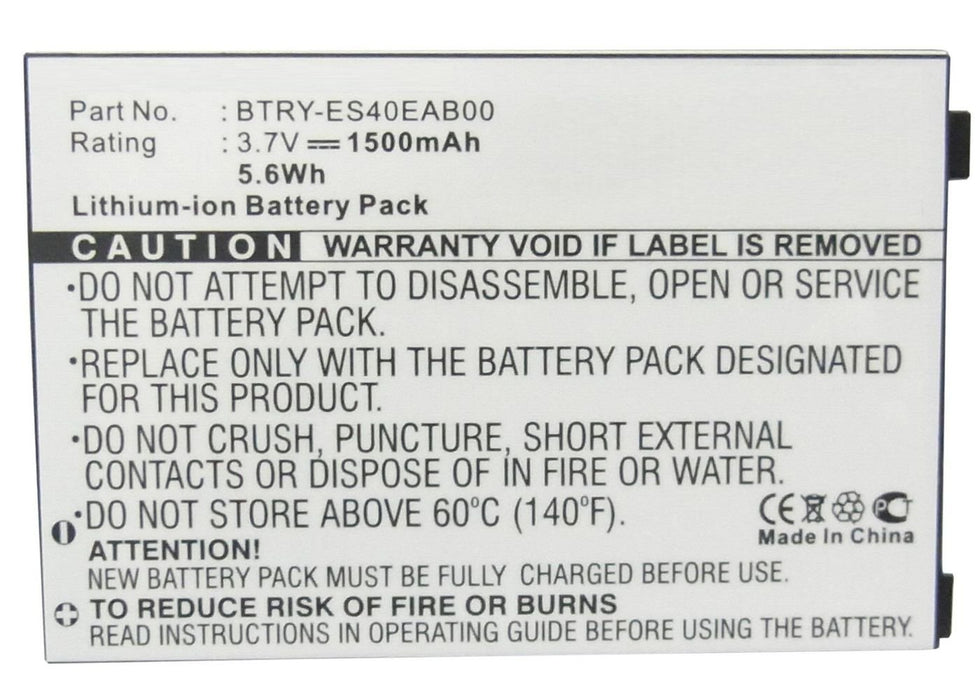 Part No. : BTRY-ES40EAB00
Rating : 3.7V 1500mAh
5.6Wh
Lithium-ion Battery Pack
CAUTION WARRANTY VOID IF LABEL IS REMOVED
•DO NOT ATTEMPT TO DISASSEMBLE, OPEN OR SERVICE
THE BATTERY PACK.
•REPLACE ONLY WITH THE BATTERY PACK DESIGNATED
FOR THIS PRODUCT.
•DO NOT CRUSH, PUNCTURE, SHORT EXTERNAL
CONTACTS OR DISPOSE OF IN FIRE OR WATER.
•DO NOT STORE ABOVE 60°C (140°F).
CE PCT
Made In China
ATTENTION!
NEW BATTERY PACK MUST BE FULLY CHARGED BEFORE USE.
TO REDUCE RISK OF FIRE OR BURNS
READ INSTRUCTIONS IN OPERATING GUIDE BEFORE USING THE BATTERY.